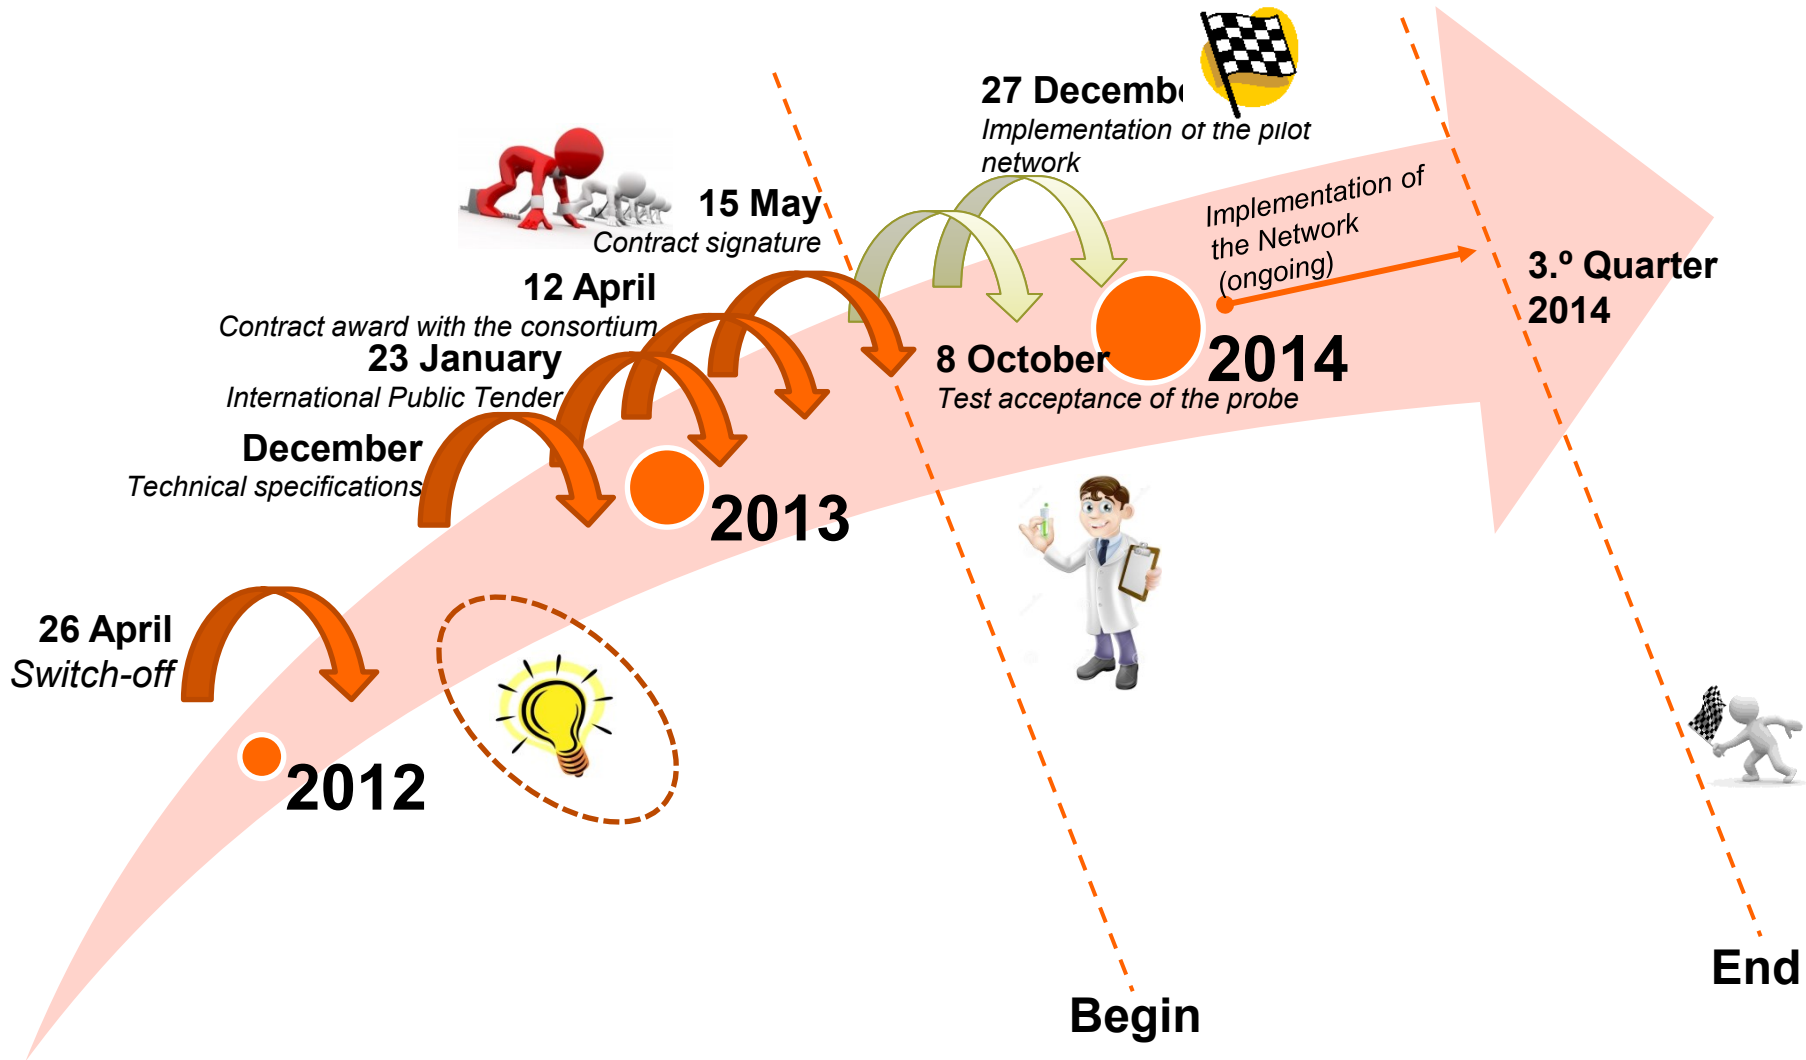 27 Decembe
Implementation of the pilot
network
15 May
Contract signature
Implementation of
the Network
(ongoing)
12 April
Contract award with the consortium
3.º Quarter
2014
23 January
International Public Tender
8 October
Test acceptance of the probe
2014
December
Technical specifications
2013
26 April
Switch-off
2012
End
Begin